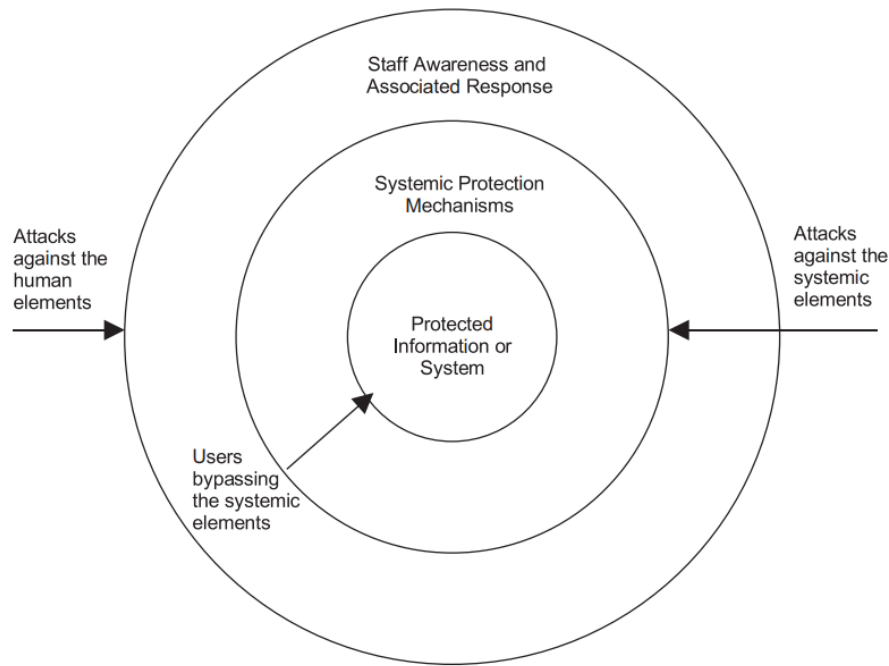 Staff Awareness and
Associated Response
Systemic Protection
Mechanisms
Attacks
against the
human
elements
Attacks
against the
systemic
elements
Protected
Information or
System
Users
bypassing
the systemic
elements